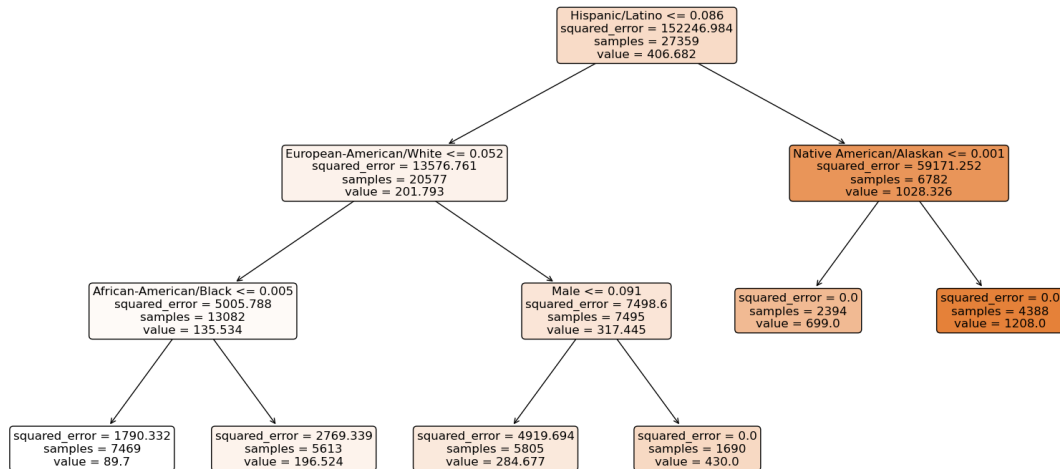 Hispanic/Latino <= 0.086
squared_error = 152246.984
samples = 27359
value = 406.682
European-American/White <= 0.052
squared_error = 13576.761
samples = 20577
value = 201.793
Native American/Alaskan <= 0.001
squared_error = 59171.252
samples = 6782
value = 1028.326
African-American/Black <= 0.005
squared_error = 5005.788
samples = 13082
value = 135.534
Male <= 0.091
squared_error = 7498.6
samples = 7495
value = 317.445
squared_error = 0.0
samples = 2394
value = 699.0
squared_error = 0.0
samples = 4388
value = 1208.0
squared_error = 1790.332
samples = 7469
value = 89.7
squared_error = 2769.339
samples = 5613
value = 196.524
squared_error = 4919.694
samples = 5805
value = 284.677
squared_error = 0.0
samples = 1690
value = 430.0